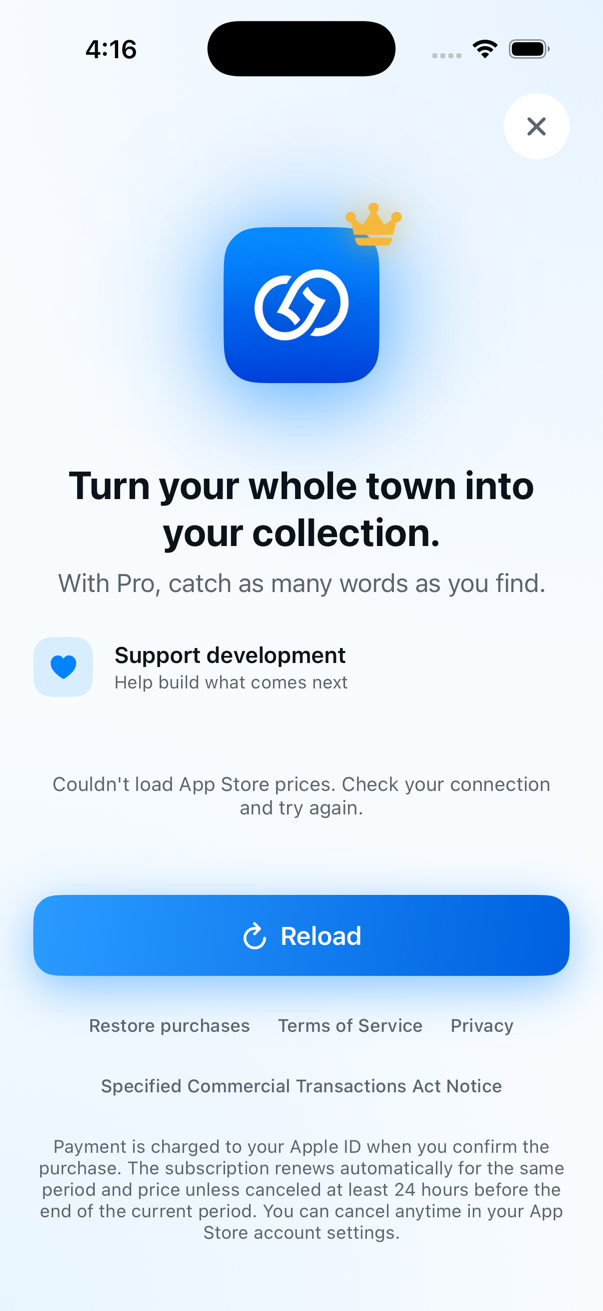 4:16
Turn your whole town into
your collection.
With Pro, catch as many words as you find.
Support development
Help build what comes next
Couldn't load App Store prices. Check your connection
and try again.
Reload
Restore purchases Terms of Service Privacy
Specified Commercial Transactions Act Notice
Payment is charged to your Apple ID when you confirm the
purchase. The subscription renews automatically for the same
period and price unless canceled at least 24 hours before the
end of the current period. You can cancel anytime in your App
Store account settings.